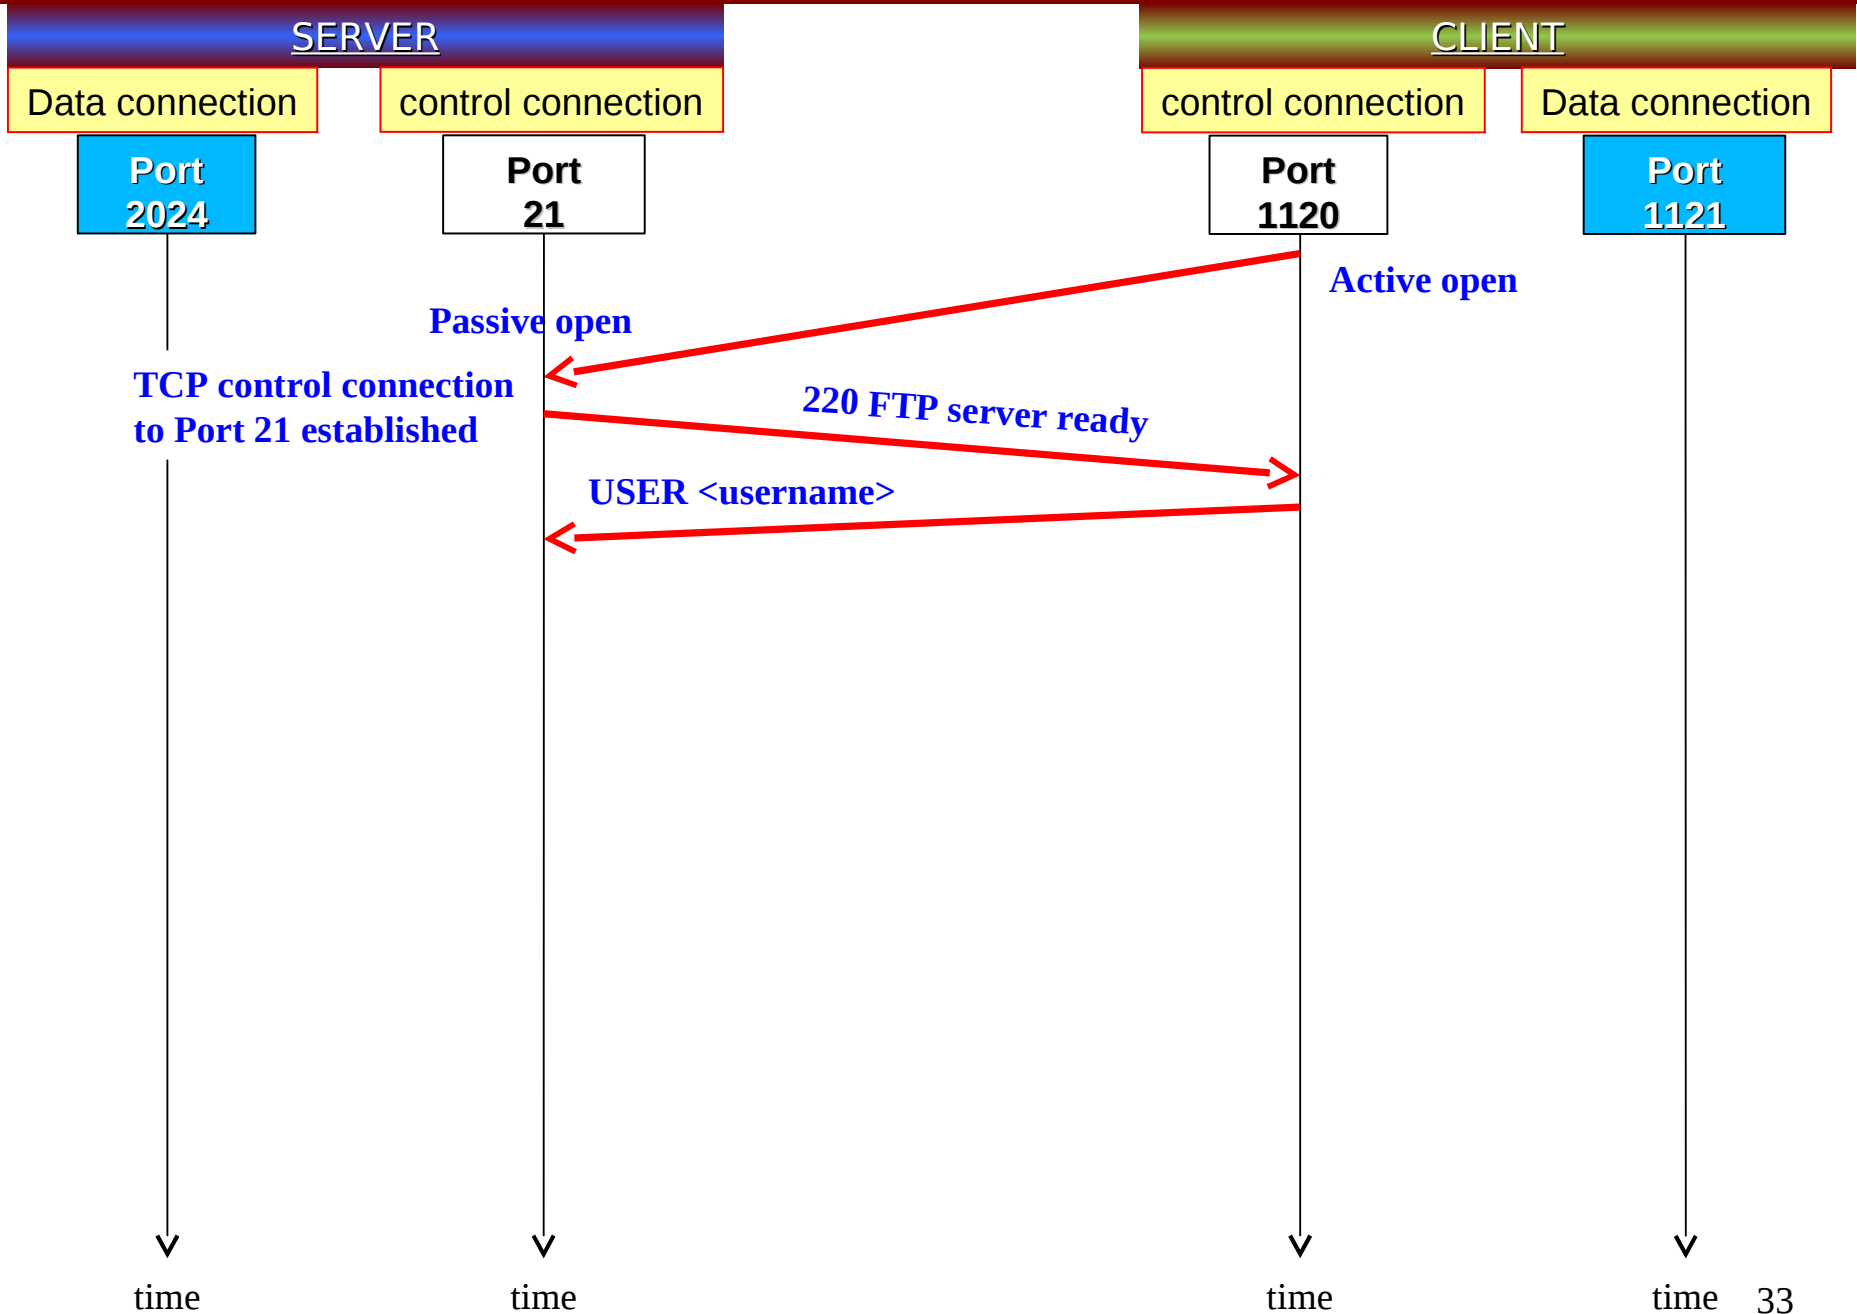 SERVER
CLIENT
Data connection
control connection
control connection
Data connection
Port
2024
Port
21
Port
1120
Port
1121
Active open
Passive open
TCP control connection
to Port 21 established
220 FTP server ready
USER <username>
time
time
time
time
33